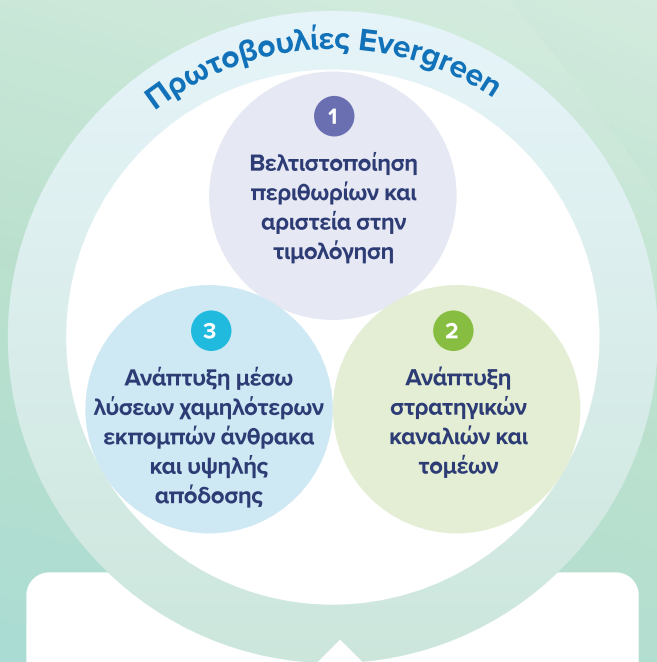 Πρωτοβουλίες Evergreen
1
Βελτιστοποίηση
περιθωρίων και
αριστεία στην
τιμολόγηση
3
Ανάπτυξη μέσω
λύσεων χαμηλότερων
εκπομπών άνθρακα
και υψηλής
απόδοσης
2
Ανάπτυξη
στρατηγικών
καναλιών και
τομέων